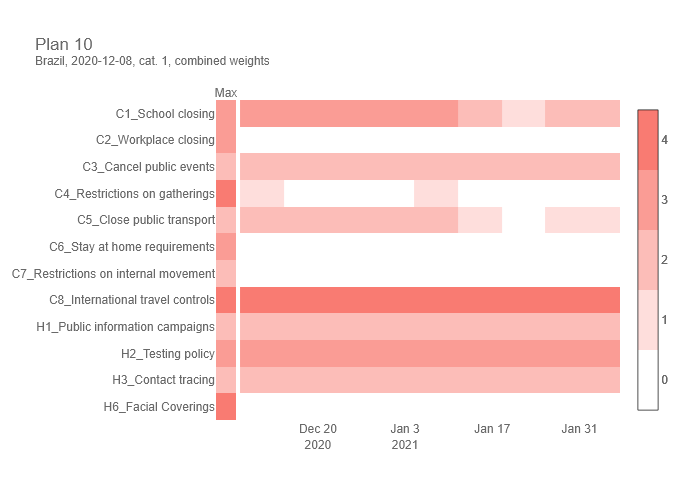 Plan 10
Brazil, 2020-12-08, cat. 1, combined weights
Max
C1_School closing
C2_Workplace closing
C3_Cancel public events
C4_Restrictions on gatherings
C5_Close public transport
C6_Stay at home requirements
C7_Restrictions on internal movement
C8_International travel controls
H1_Public information campaigns
H2_Testing policy
H3_Contact tracing
H6_Facial Coverings
Dec 20 Jan 3 Jan 17 Jan 31
2020 2021
4
3
2
1
0